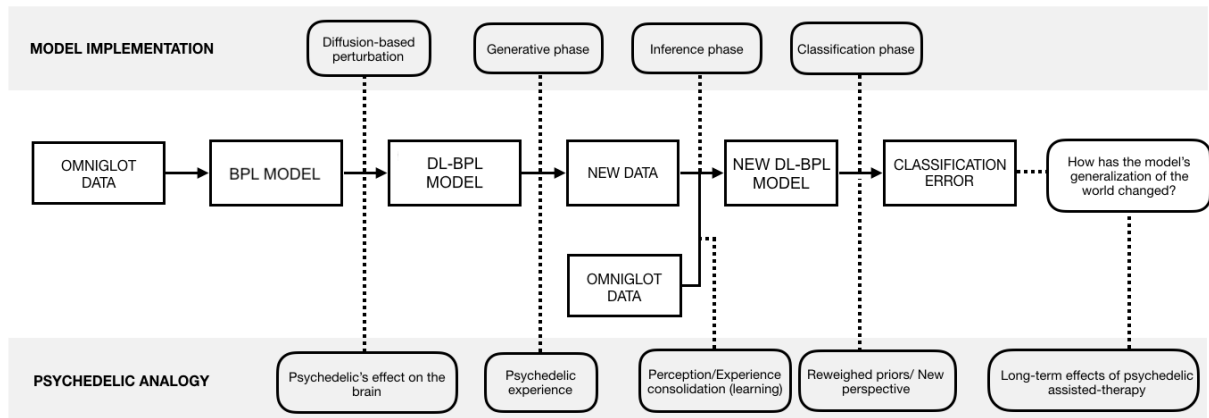 MODEL IMPLEMENTATION
Diffusion-based
perturbation
Generative phase
Inference phase
Classification phase
OMNIGLOT
DATA
BPL MODEL
DL-BPL
MODEL
NEW DATA
NEW DL-BPL
MODEL
CLASSIFICATION
ERROR
How has the model's
generalization of the
world changed?
OMNIGLOT
DATA
PSYCHEDELIC ANALOGY
Psychedelic's effect on the
brain
Psychedelic
experience
Perception/Experience
consolidation (learning)
Reweighed priors/ New
perspective
Long-term effects of psychedelic
assisted-therapy